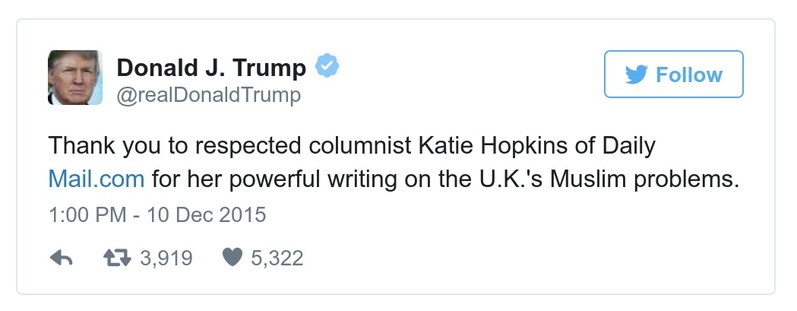 Donald J. Trump
@realDonaldTrump
Follow
Thank you to respected columnist Katie Hopkins of Daily
Mail.com for her powerful writing on the U.K.'s Muslim problems.
1:00 PM - 10 Dec 2015
3,919 5,322